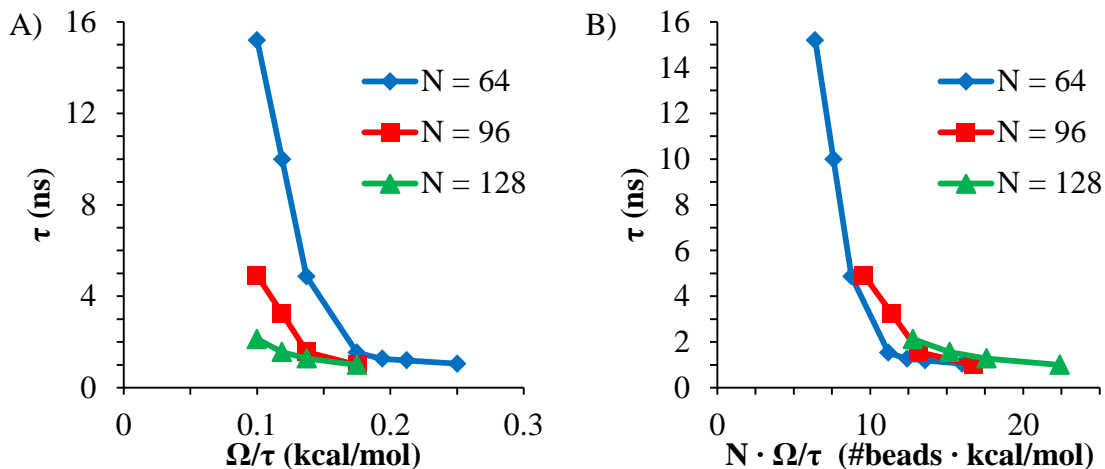 A)
16
12
8
4
0
τ (ns)
N = 64
N = 96
N = 128
0
0.1
0.2
0.3
Ω/τ (kcal/mol)
B)
16
14
12
10
8
6
4
2
0
τ (ns)
N = 64
N = 96
N = 128
0
10
20
N · Ω/τ (#beads · kcal/mol)